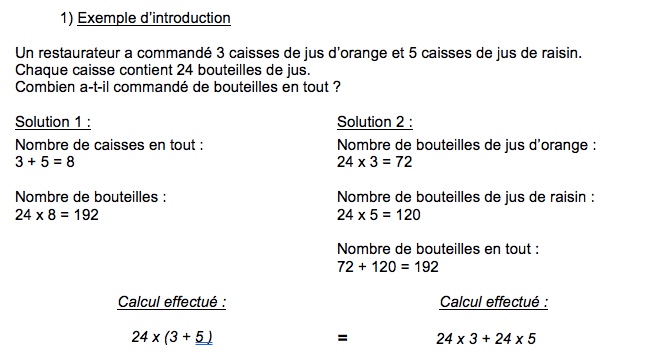 1) Exemple d'introduction
Un restaurateur a commandé 3 caisses de jus d'orange et 5 caisses de jus de raisin.
Chaque caisse contient 24 bouteilles de jus.
Combien a-t-il commandé de bouteilles en tout ?
Solution 1 :
Nombre de caisses en tout :
3 + 5 = 8
Nombre de bouteilles :
24 x 8 = 192
Calcul effectué :
24 x (3 + 5 )
Solution 2 :
Nombre de bouteilles de jus d'orange :
24 x 3 = 72
Nombre de bouteilles de jus de raisin :
24 x 5 = 120
Nombre de bouteilles en tout :
72 + 120 = 192
Calcul effectué :
=
24 x 3 + 24 x 5